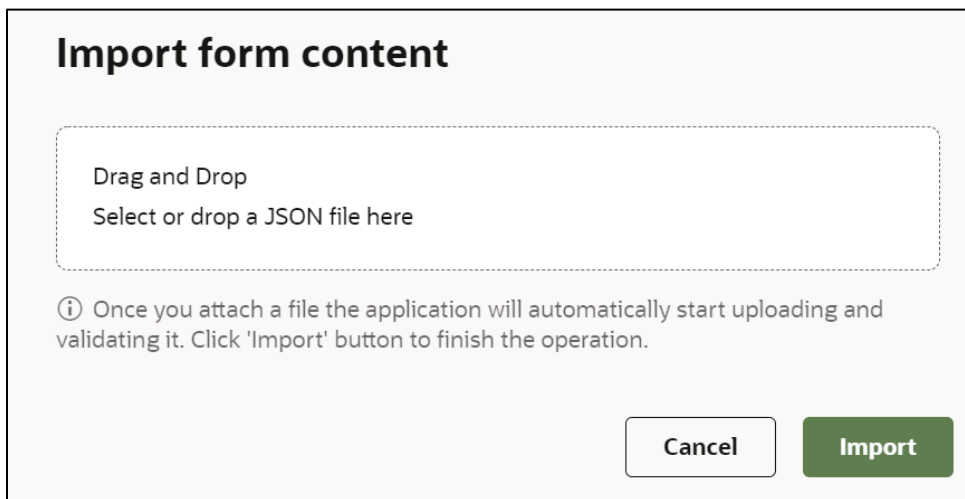 Import form content
Drag and Drop
Select or drop a JSON file here
Once you attach a file the application will automatically start uploading and
validating it. Click 'Import' button to finish the operation.
Cancel
Import